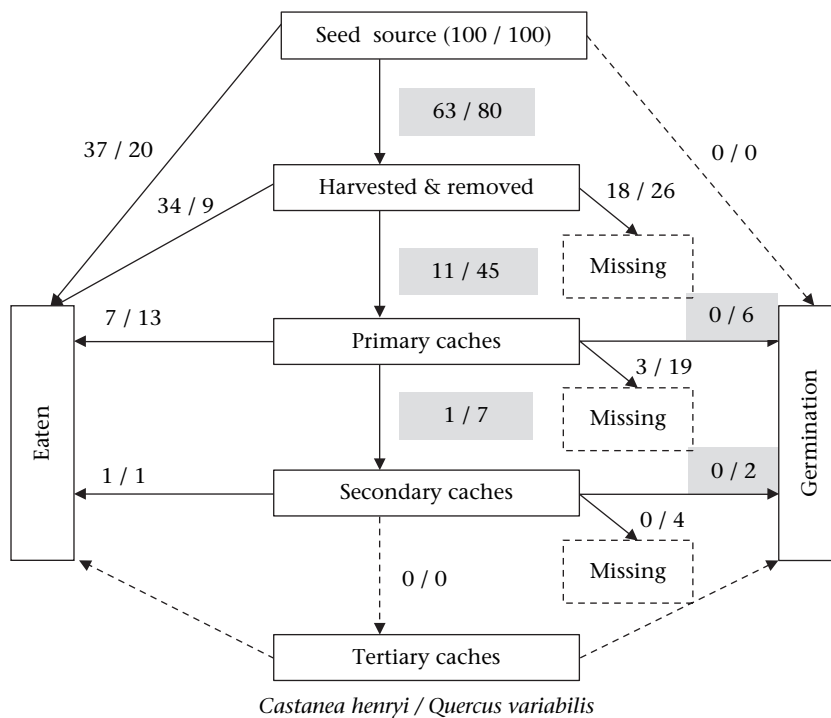 Seed source (100 / 100)
63 / 80
37 / 20
0 / 0
Harvested & removed
34 / 9
18 / 26
Missing
11 / 45
7 / 13
0 / 6
Primary caches
3 / 19
Missing
1 / 7
Eaten
Germination
1 / 1
0 / 2
Secondary caches
0 / 4
Missing
0 / 0
Tertiary caches
Castanea henryi / Quercus variabilis